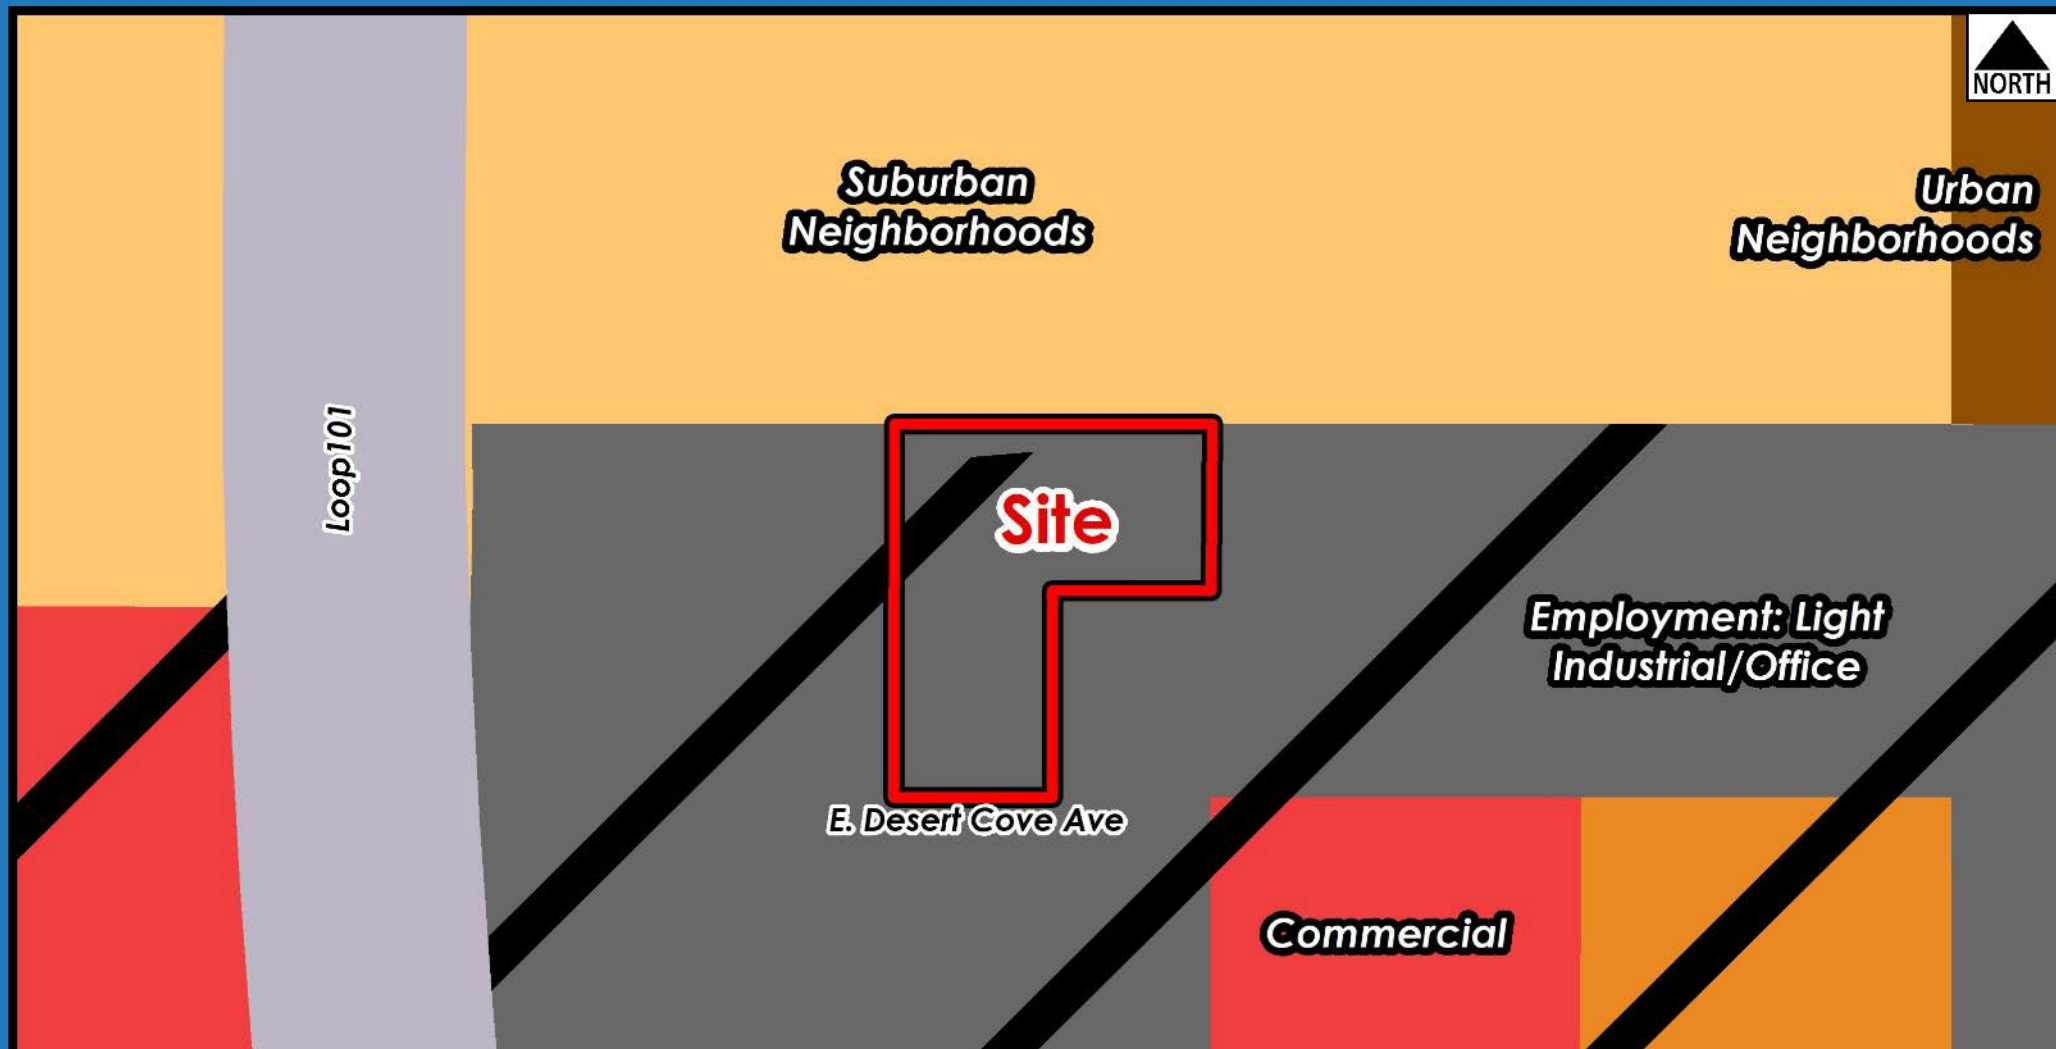 NORTH
Suburban
Neighborhoods
Urban
Neighborhoods
Loop101
Site
Employment: Light
Industrial/Office
E. Desert Cove Ave
Commercial